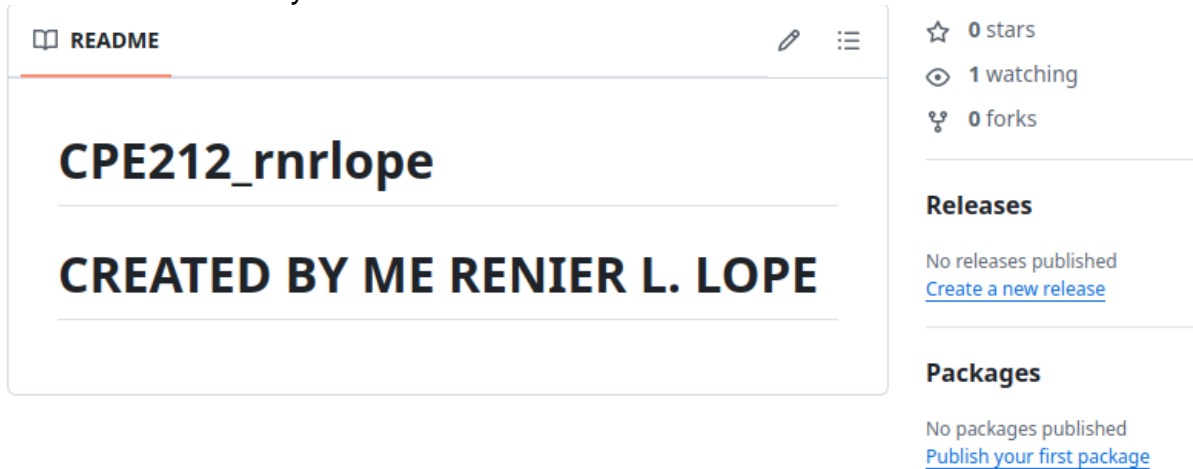 README
CPE212_rnrlope
CREATED BY ME RENIER L. LOPE
0 stars
1 watching
0 forks
Releases
No releases published
Create a new release
Packages
No packages published
Publish your first package